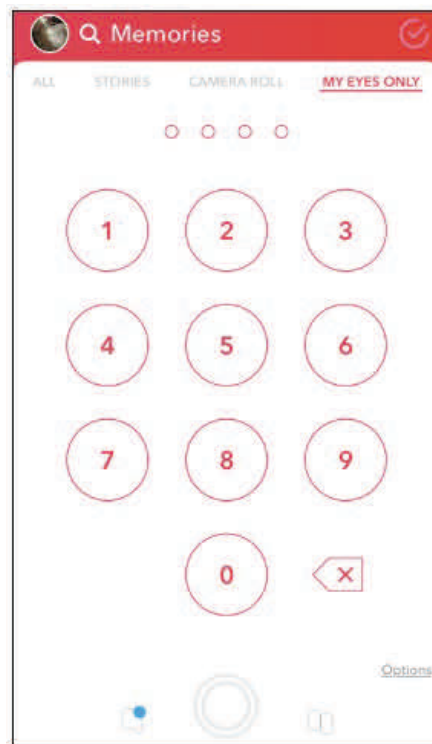 Memories
ALL STORIES CAMERA ROLL MY EYES ONLY
1 2 3
4 5 6
7 8 9
0
Options